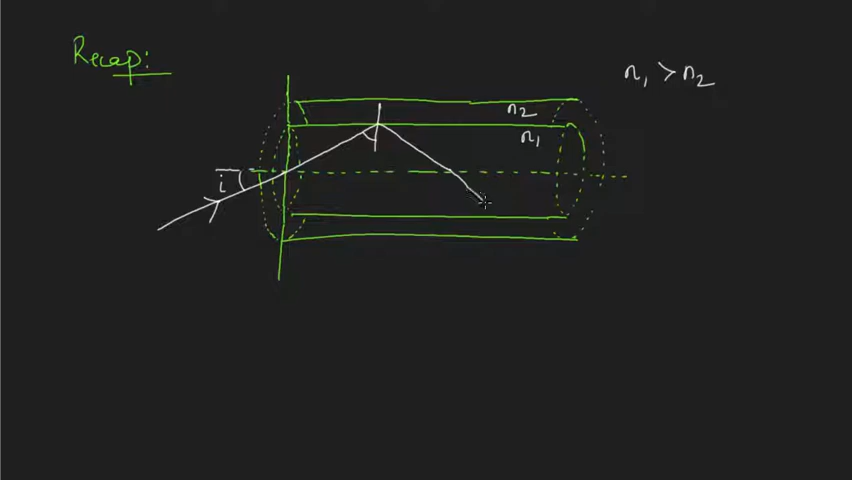 Recap:
n₁ > n₂
n₂
n₁
i